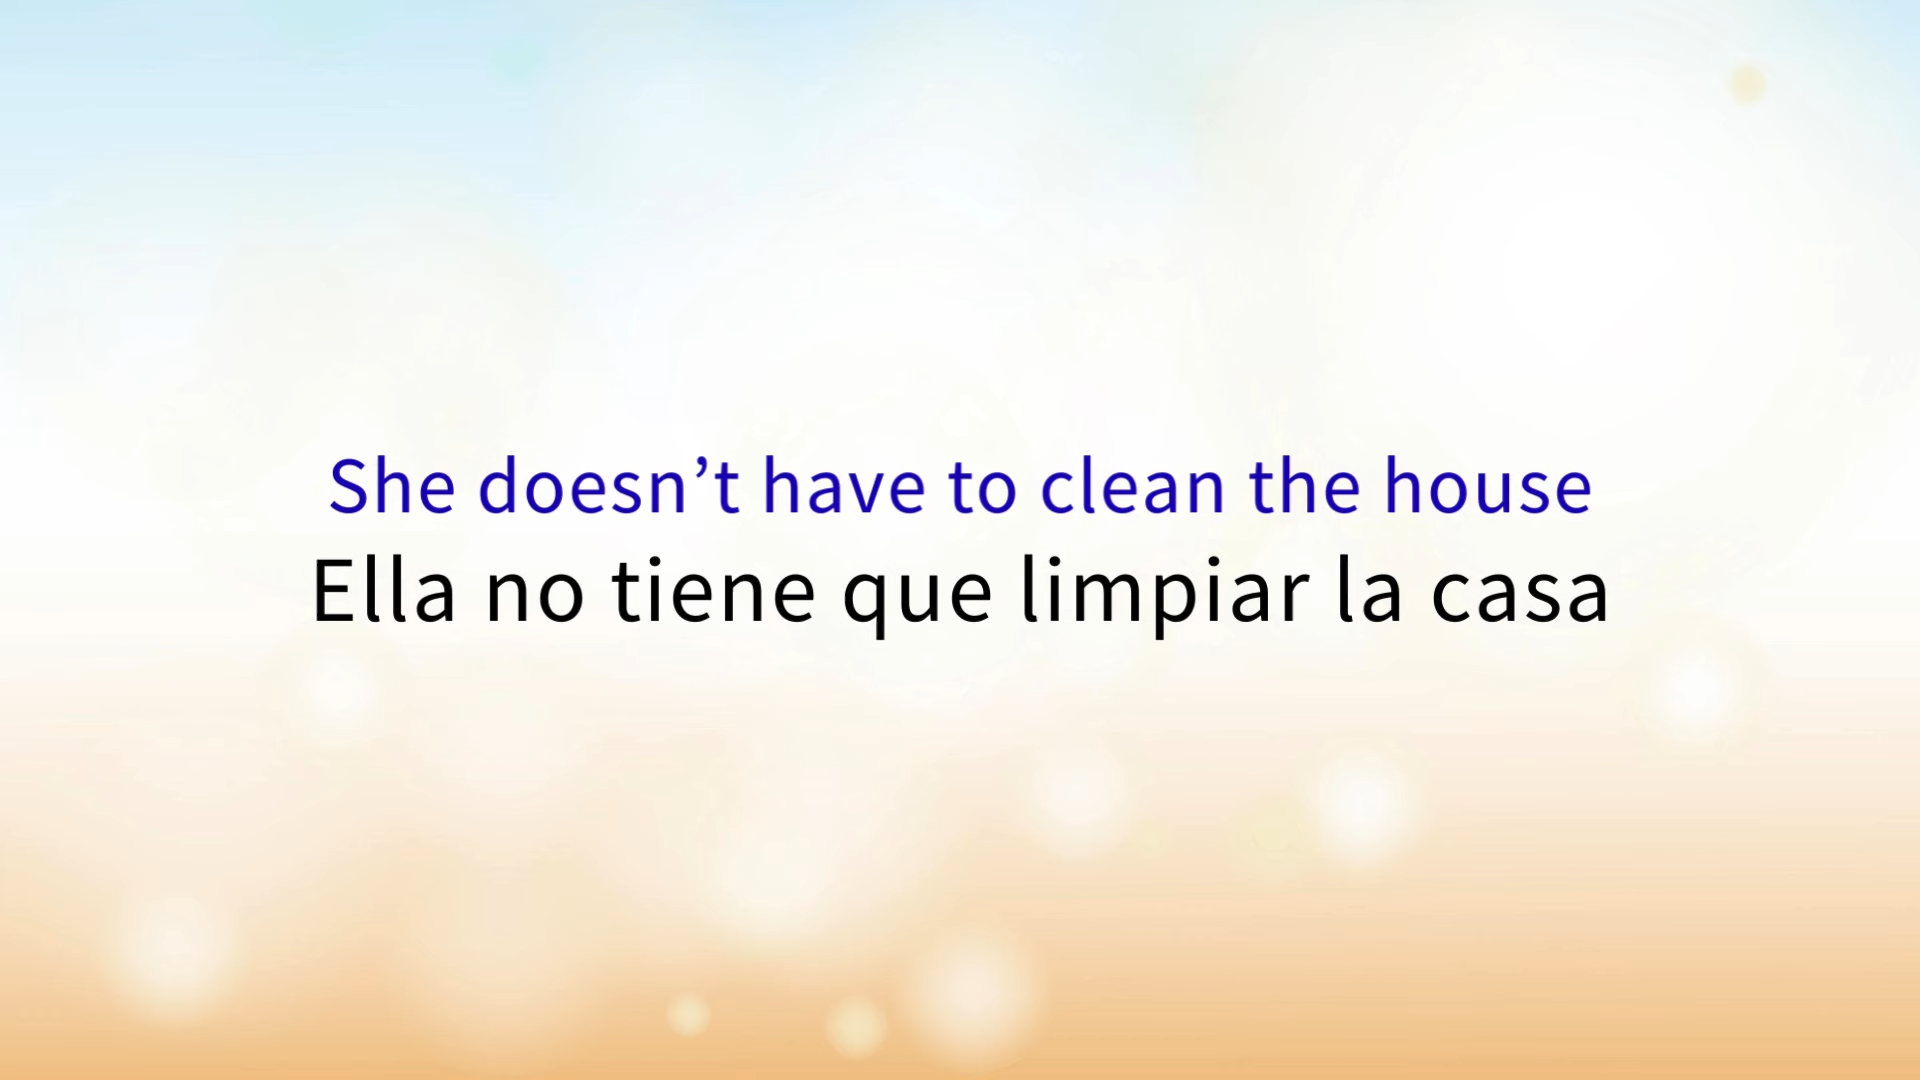 She doesn’t have to clean the house
Ella no tiene que limpiar la casa